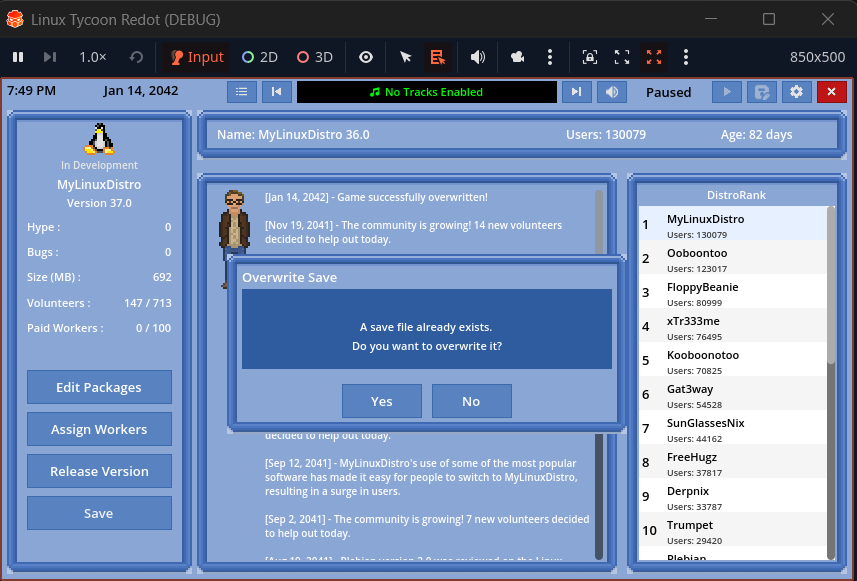 Linux Tycoon Redot (DEBUG)
1.0×
Input
2D
3D
850x500
7:49 PM
Jan 14, 2042
No Tracks Enabled
Paused
In Development
MyLinuxDistro
Version 37.0
Hype : 0
Bugs : 0
Size (MB) : 692
Volunteers : 147 / 713
Paid Workers : 0 / 100
Edit Packages
Assign Workers
Release Version
Save
Name: MyLinuxDistro 36.0
Users: 130079
Age: 82 days
[Jan 14, 2042] - Game successfully overwritten!
[Nov 19, 2041] - The community is growing! 14 new volunteers
decided to help out today.
Overwrite Save
A save file already exists.
Do you want to overwrite it?
Yes
No
decided to help out today.
[Sep 12, 2041] - MyLinuxDistro's use of some of the most popular
software has made it easy for people to switch to MyLinuxDistro,
resulting in a surge in users.
[Sep 2, 2041] - The community is growing! 7 new volunteers decided
to help out today.
DistroRank
1 MyLinuxDistro
Users: 130079
2 Ooboontoo
Users: 123017
3 FloppyBeanie
Users: 80999
4 xTr333me
Users: 76495
5 Kooboonotoo
Users: 70825
6 Gat3way
Users: 54528
7 SunGlassesNix
Users: 44162
8 FreeHugz
Users: 37817
9 Derpnix
Users: 33787
10 Trumpet
Users: 29420
Plebian